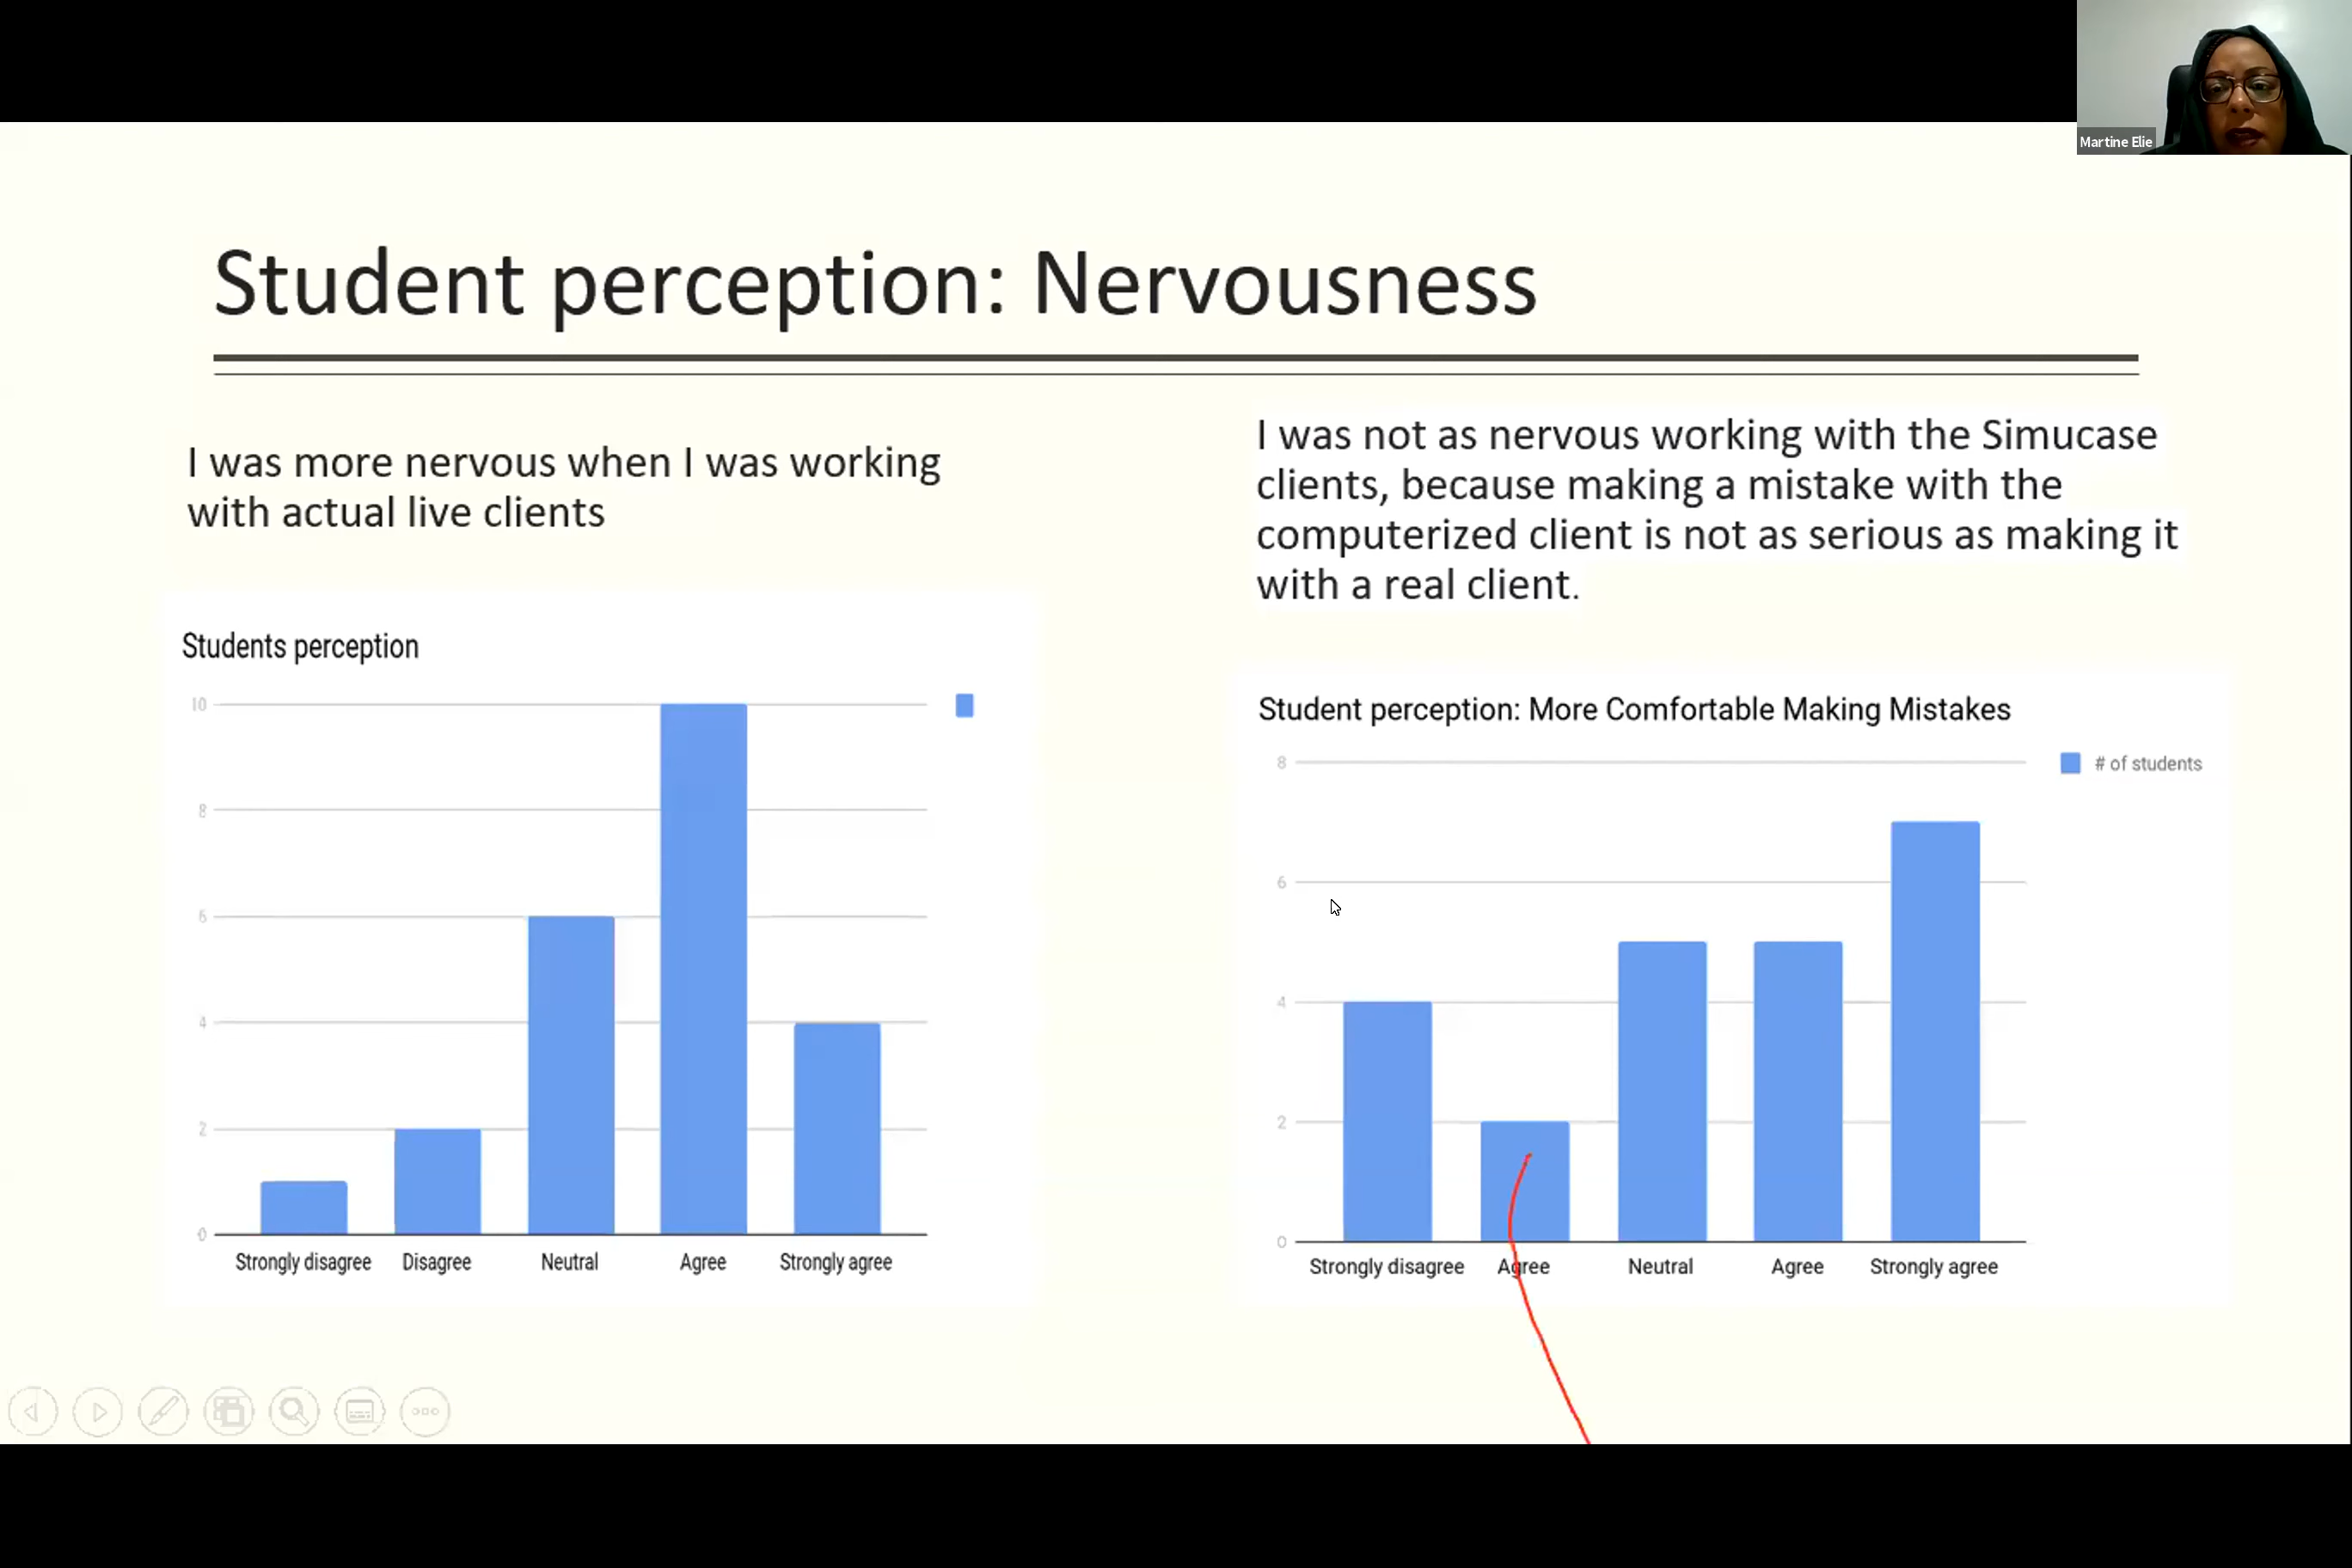 Martine Elie
Student perception: Nervousness
I was more nervous when I was working
with actual live clients
Students perception
10
8
6
4
2
0
Strongly disagree Disagree Neutral Agree Strongly agree
I was not as nervous working with the Simucase
clients, because making a mistake with the
computerized client is not as serious as making it
with a real client.
Student perception: More Comfortable Making Mistakes
# of students
8
6
4
2
0
Strongly disagree Agree Neutral Agree Strongly agree